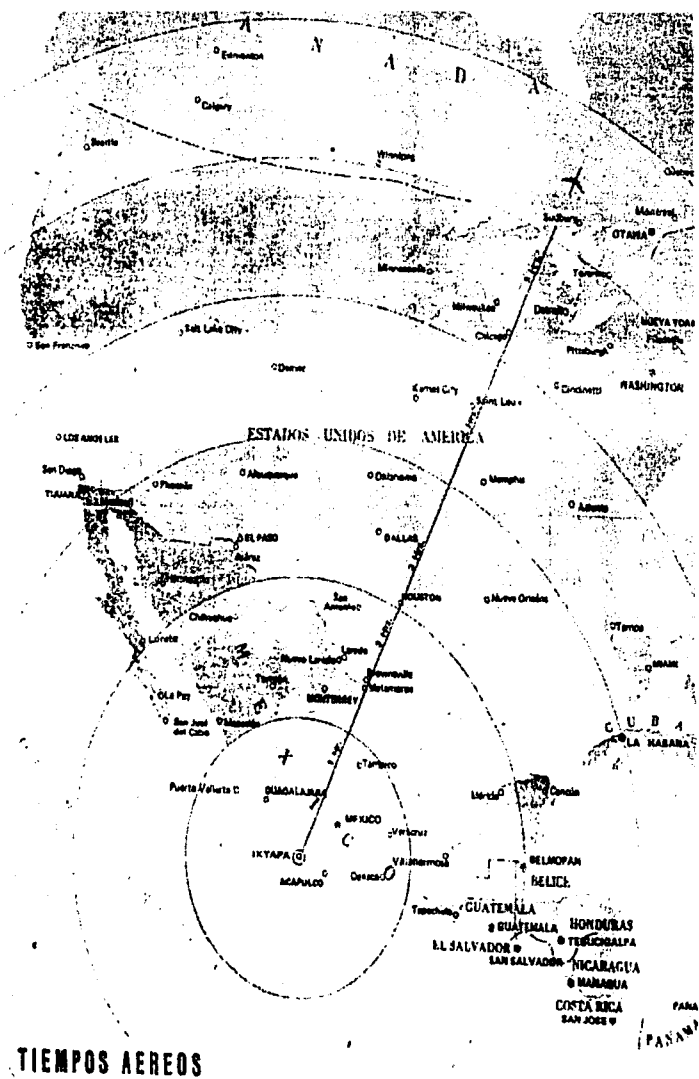 C A N A D A
Edmonton
Calgary
Seattle
Winnipeg
Sudbury
Montreal
OTAWA
Minneapolis
Toronto
Milwaukee
Detroit
NUEVA YORK
Salt Lake City
Chicago
San Francisco
Pittsburgh
Denver
Kansas City
Saint Louis
Cincinatti
WASHINGTON
LOS ANGELES
ESTADOS UNIDOS DE AMERICA
San Diego
Phoenix
Albuquerque
Oklahoma
Memphis
TIJUANA
Atlanta
EL PASO
DALLAS
Juárez
Hermosillo
San Antonio
HOUSTON
Nueva Orleáns
Chihuahua
Loreto
Laredo
Nuevo Laredo
Tampa
MIAMI
Torreón
Brownsville
Matamoros
La Paz
MONTERREY
San José del Cabo
Mazatlán
C U B A
LA HABANA
Tampico
Puerto Vallarta
GUADALAJARA
Mérida
Cancún
MEXICO
Veracruz
IXTAPA
Villahermosa
BELMOPAN
ACAPULCO
Oaxaca
BELICE
Tapachula
GUATEMALA
GUATEMALA
HONDURAS
TEGUCIGALPA
EL SALVADOR
SAN SALVADOR
NICARAGUA
MANAGUA
COSTA RICA
SAN JOSE
PANA
PANAMA
TIEMPOS AEREOS